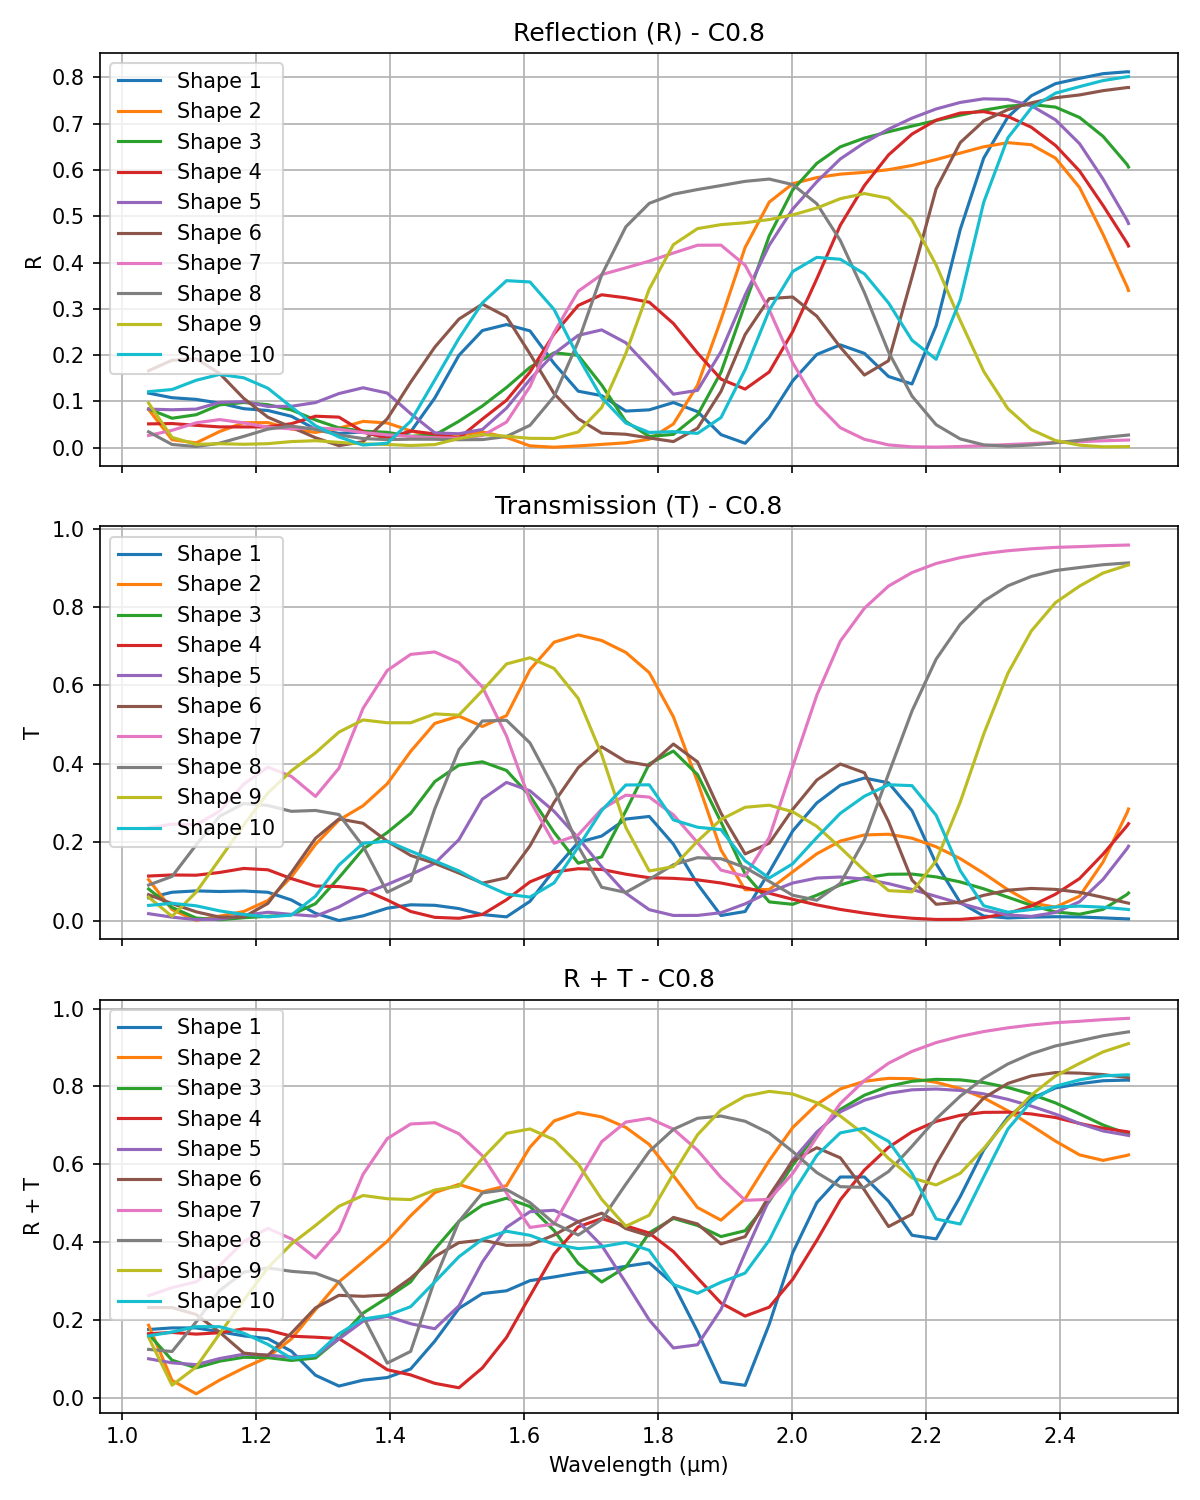 Reflection (R) - C0.8
R
0.8
0.7
0.6
0.5
0.4
0.3
0.2
0.1
0.0
Shape 1
Shape 2
Shape 3
Shape 4
Shape 5
Shape 6
Shape 7
Shape 8
Shape 9
Shape 10
Transmission (T) - C0.8
T
1.0
0.8
0.6
0.4
0.2
0.0
Shape 1
Shape 2
Shape 3
Shape 4
Shape 5
Shape 6
Shape 7
Shape 8
Shape 9
Shape 10
R + T - C0.8
R + T
1.0
0.8
0.6
0.4
0.2
0.0
Shape 1
Shape 2
Shape 3
Shape 4
Shape 5
Shape 6
Shape 7
Shape 8
Shape 9
Shape 10
1.0 1.2 1.4 1.6 1.8 2.0 2.2 2.4
Wavelength (μm)